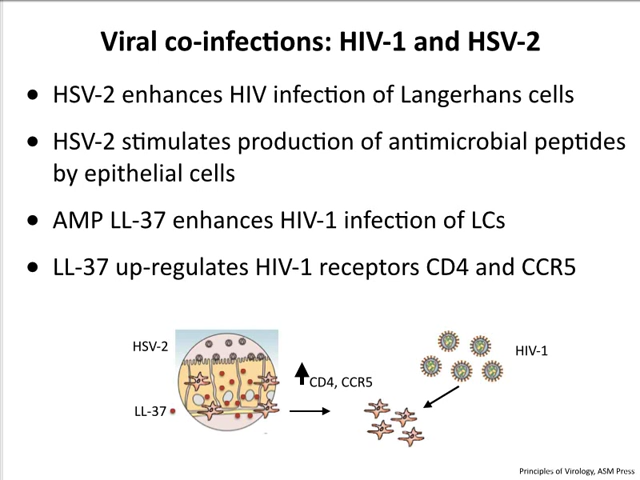 Viral co-infections: HIV-1 and HSV-2
• HSV-2 enhances HIV infection of Langerhans cells
• HSV-2 stimulates production of antimicrobial peptides
by epithelial cells
• AMP LL-37 enhances HIV-1 infection of LCs
• LL-37 up-regulates HIV-1 receptors CD4 and CCR5
HSV-2
HIV-1
CD4, CCR5
LL-37
Principles of Virology, ASM Press